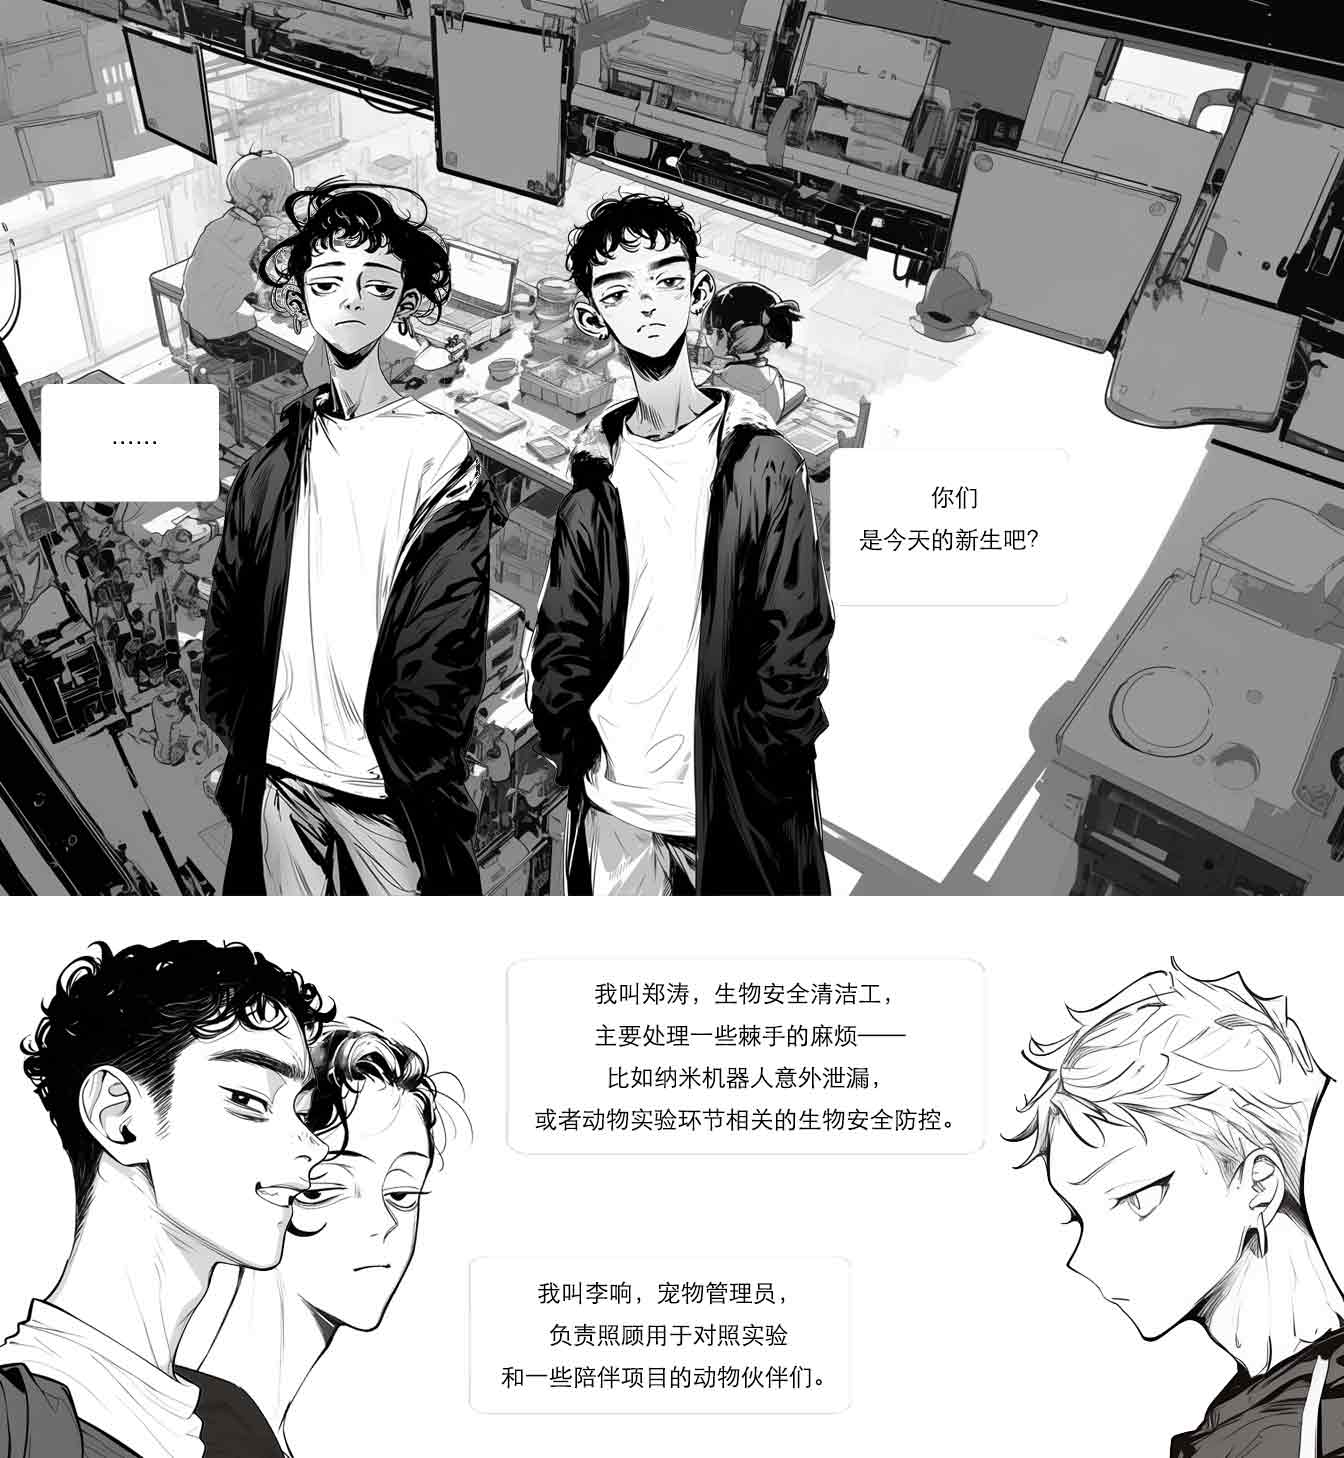 ……
你们
是今天的新生吧?
我叫郑涛，生物安全清洁工，
主要处理一些棘手的麻烦——
比如纳米机器人意外泄漏，
或者动物实验环节相关的生物安全防控。
我叫李响，宠物管理员，
负责照顾用于对照实验
和一些陪伴项目的动物伙伴们。